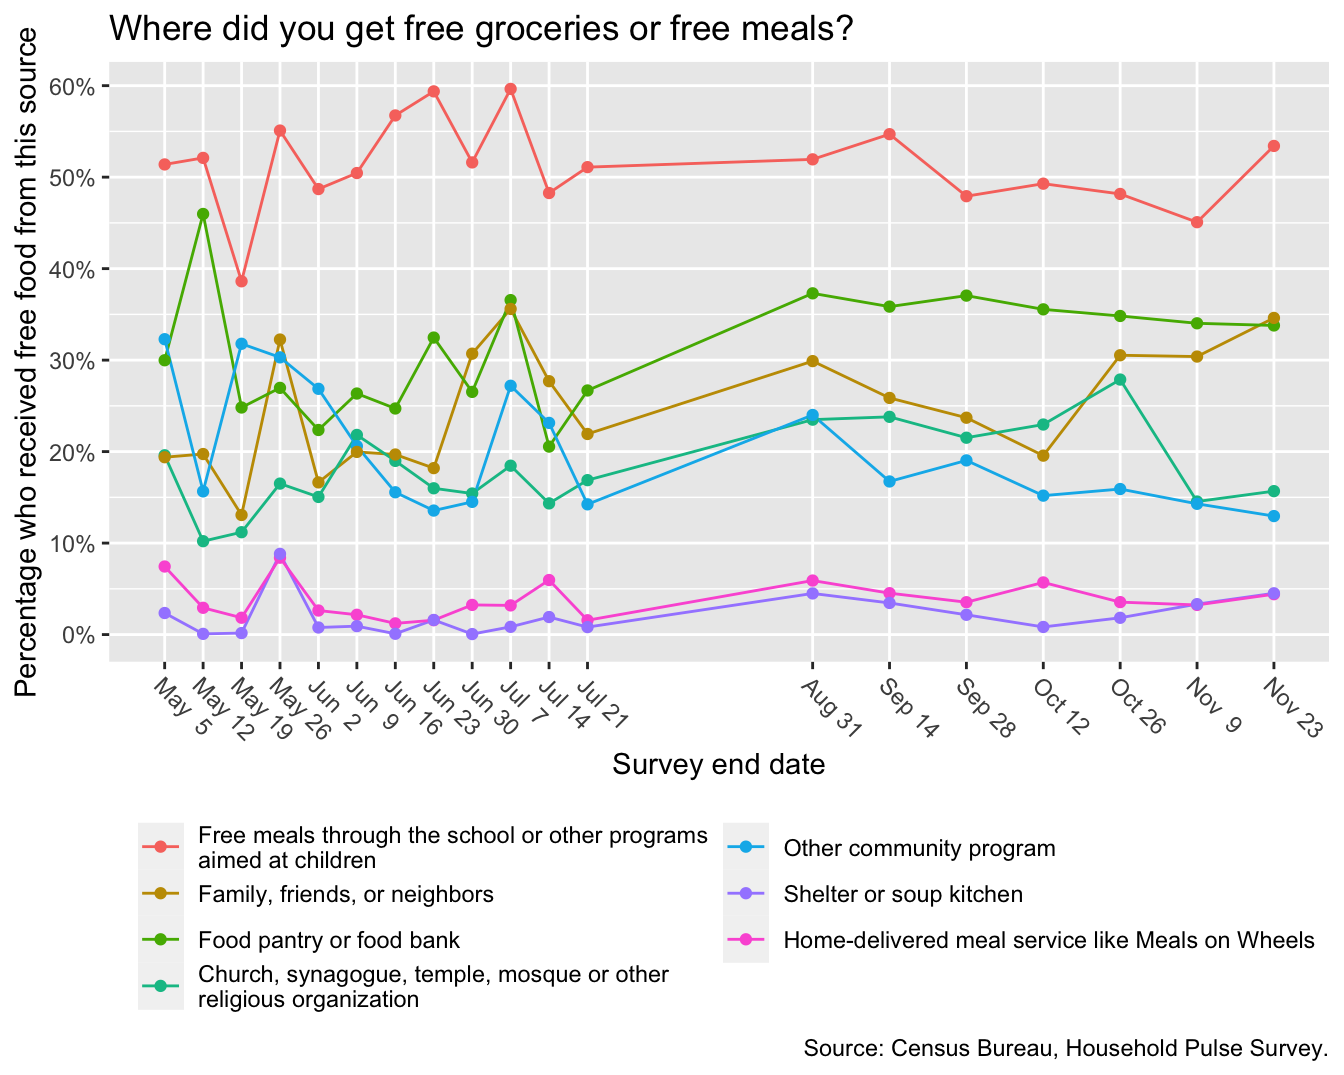 Where did you get free groceries or free meals?
Percentage who received free food from this source
60%
50%
40%
30%
20%
10%
0%
May 5
May 12
May 19
May 26
Jun 2
Jun 9
Jun 16
Jun 23
Jun 30
Jul 7
Jul 14
Jul 21
Aug 31
Sep 14
Sep 28
Oct 12
Oct 26
Nov 9
Nov 23
Survey end date
Free meals through the school or other programs
aimed at children
Family, friends, or neighbors
Food pantry or food bank
Church, synagogue, temple, mosque or other
religious organization
Other community program
Shelter or soup kitchen
Home-delivered meal service like Meals on Wheels
Source: Census Bureau, Household Pulse Survey.